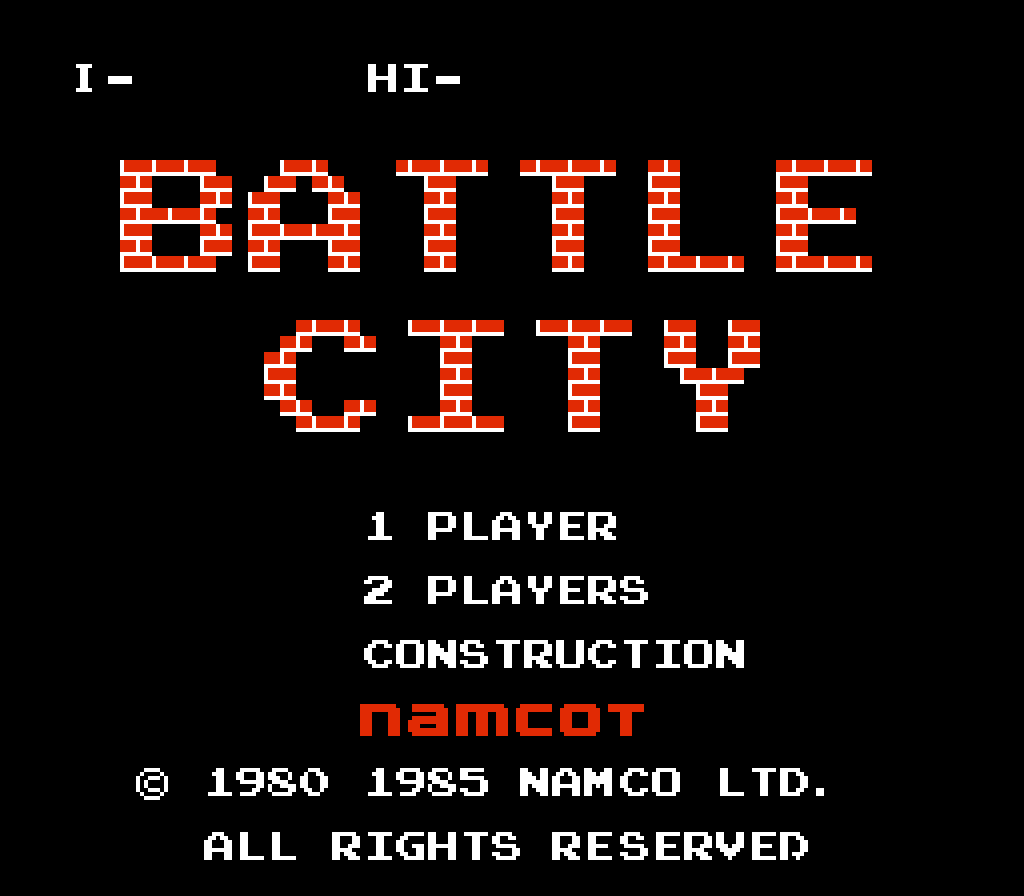 I- HI-
BATTLE
CITY
1 PLAYER
2 PLAYERS
CONSTRUCTION
namcoT
© 1980 1985 NAMCO LTD.
ALL RIGHTS RESERVED